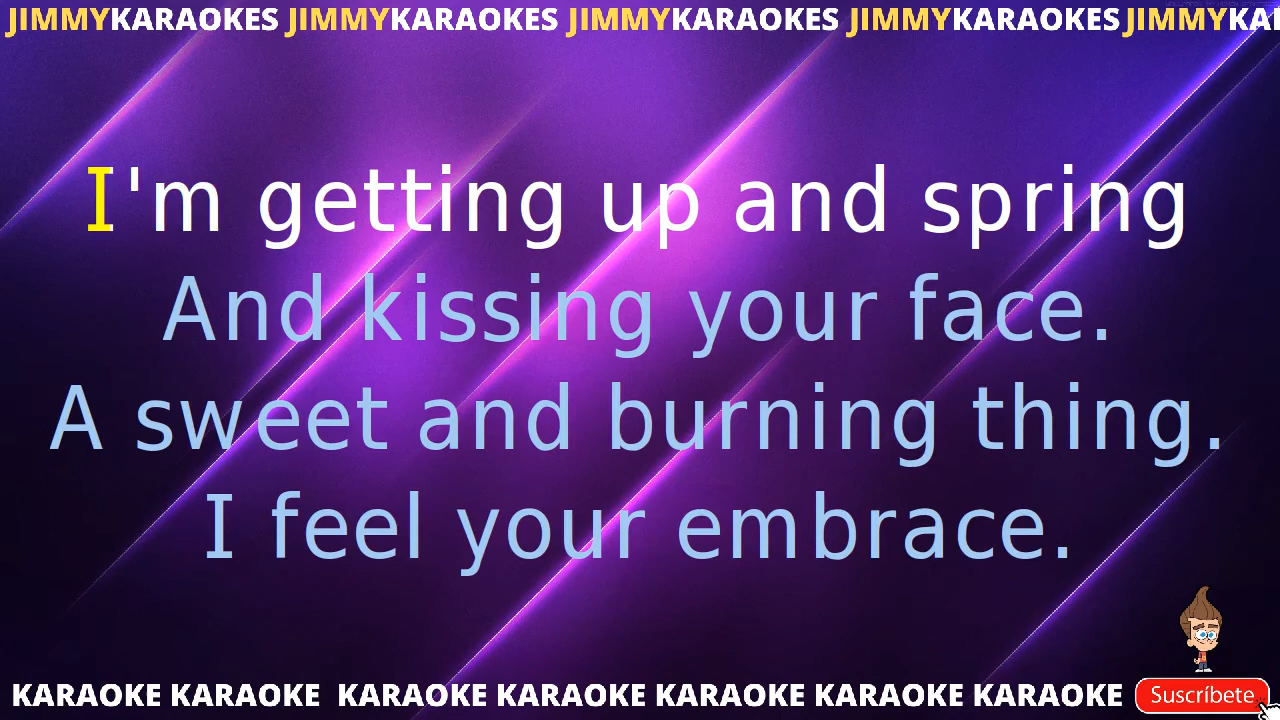 JIMMYKARAOKES JIMMYKARAOKES JIMMYKARAOKES JIMMYKARAOKES JIMMYKA
I'm getting up and spring
And kissing your face.
A sweet and burning thing.
I feel your embrace.
KARAOKE KARAOKE KARAOKE KARAOKE KARAOKE KARAOKE KARAOKE
Suscríbete